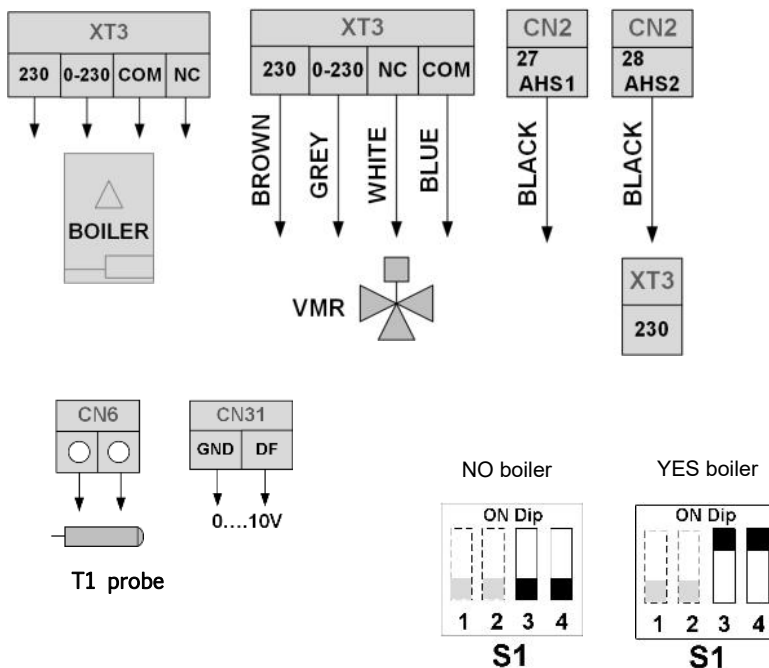 XT3
230 0-230 COM NC
BOILER
XT3
230 0-230 NC COM
BROWN GREY WHITE BLUE
VMR
CN2
27
AHS1
BLACK
CN2
28
AHS2
BLACK
XT3
230
CN6
T1 probe
CN31
GND DF
0....10V
NO boiler
ON Dip
1 2 3 4
S1
YES boiler
ON Dip
1 2 3 4
S1